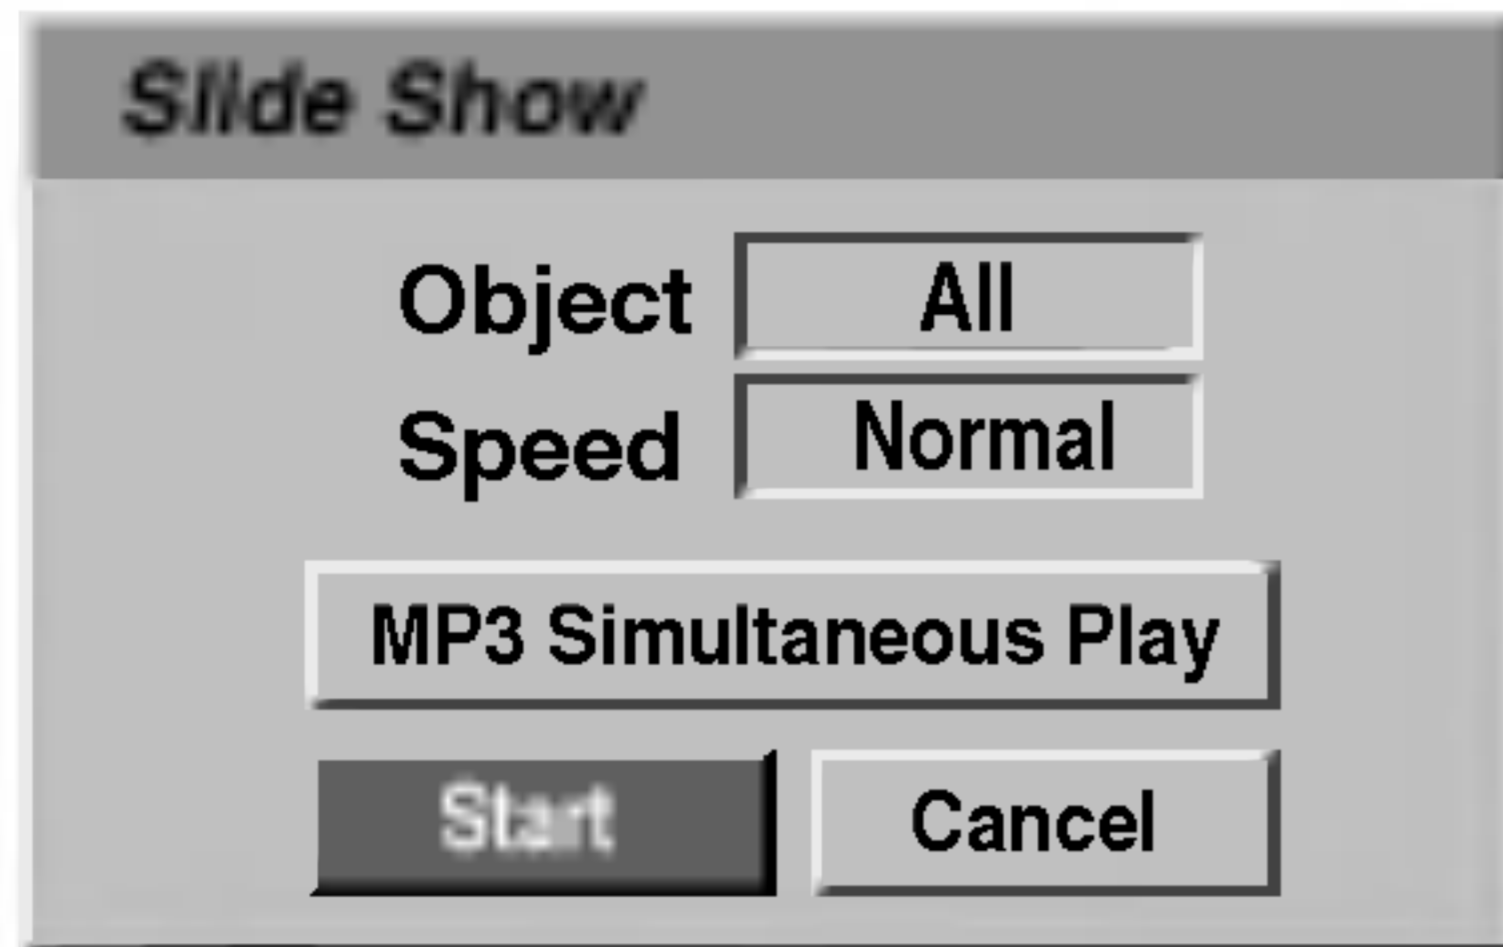 Slide Show
Object All
Speed Normal
MP3 Simultaneous Play
Start Cancel